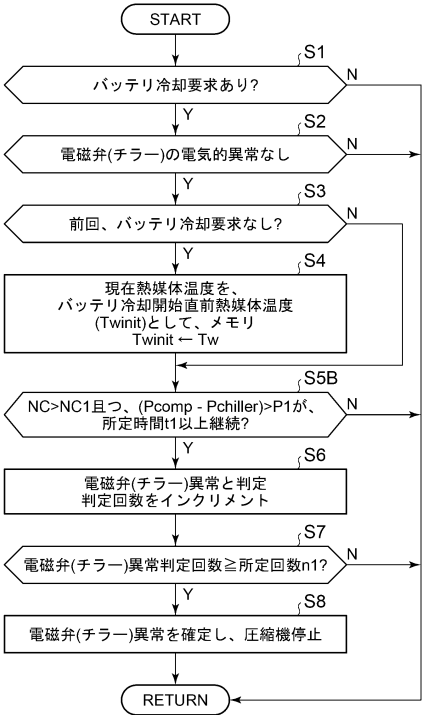 START
S1
バッテリ冷却要求あり?
N
Y
S2
電磁弁(チラー)の電気的異常なし
N
Y
S3
前回、バッテリ冷却要求なし?
N
Y
S4
現在熱媒体温度を、
バッテリ冷却開始直前熱媒体温度
(Twinit)として、メモリ
Twinit ← Tw
S5B
NC>NC1且つ、(Pcomp - Pchiller)>P1が、
所定時間t1以上継続?
N
Y
S6
電磁弁(チラー)異常と判定
判定回数をインクリメント
S7
電磁弁(チラー)異常判定回数≧所定回数n1?
N
Y
S8
電磁弁(チラー)異常を確定し、圧縮機停止
RETURN